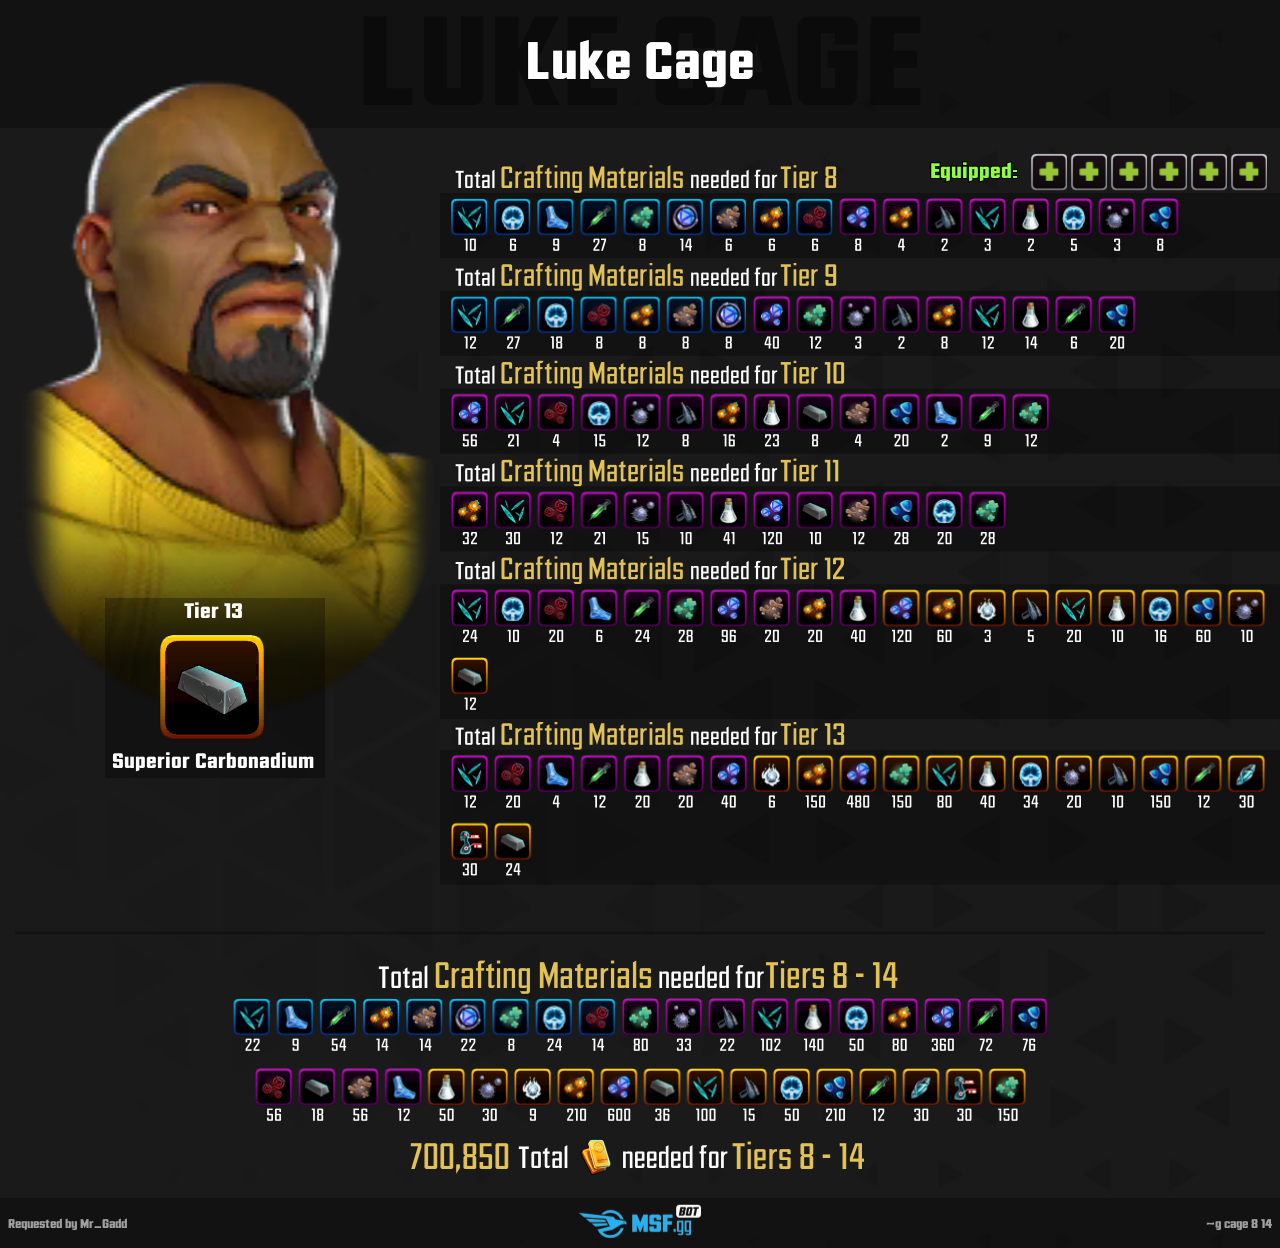 LUKE CAGE
Luke Cage
Equipped:
Total Crafting Materials needed for Tier 8
10 6 9 27 8 14 6 6 6 8 4 2 3 2 5 3 8
Total Crafting Materials needed for Tier 9
12 27 18 8 8 8 8 40 12 3 2 8 12 14 6 20
Total Crafting Materials needed for Tier 10
56 21 4 15 12 8 16 23 8 4 20 2 9 12
Total Crafting Materials needed for Tier 11
32 30 12 21 15 10 41 120 10 12 28 20 28
Total Crafting Materials needed for Tier 12
24 10 20 6 24 28 96 20 20 40 120 60 3 5 20 10 16 60 10
12
Total Crafting Materials needed for Tier 13
12 20 4 12 20 20 40 6 150 480 150 80 40 34 20 10 150 12 30
30 24
Tier 13
Superior Carbonadium
Total Crafting Materials needed for Tiers 8 - 14
22 9 54 14 14 22 8 24 14 80 33 22 102 140 50 80 360 72 76
56 18 56 12 50 30 9 210 600 36 100 15 50 210 12 30 30 150
700,850 Total needed for Tiers 8 - 14
Requested by Mr_Gadd
MSF.gg BOT
~g cage 8 14